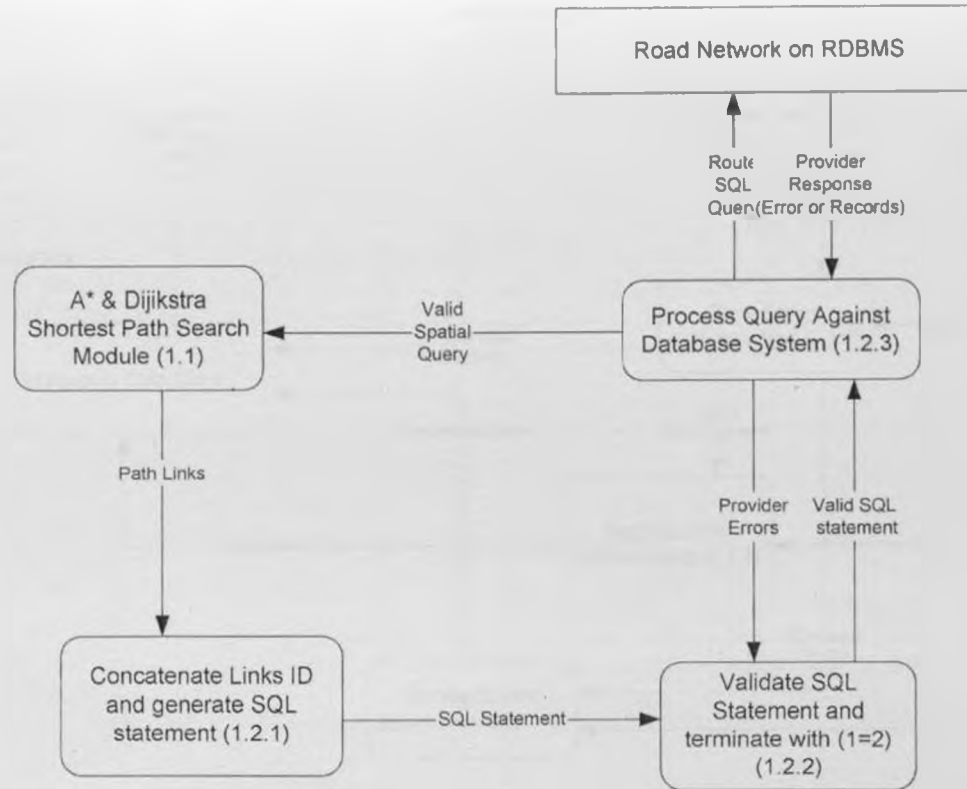 Road Network on RDBMS
Route
SQL
Quer
Provider
Response
(Error or Records)
A* & Dijikstra
Shortest Path Search
Module (1.1)
Valid
Spatial
Query
Process Query Against
Database System (1.2.3)
Path Links
Provider
Errors
Valid SQL
statement
Concatenate Links ID
and generate SQL
statement (1.2.1)
SQL Statement
Validate SQL
Statement and
terminate with (1=2)
(1.2.2)